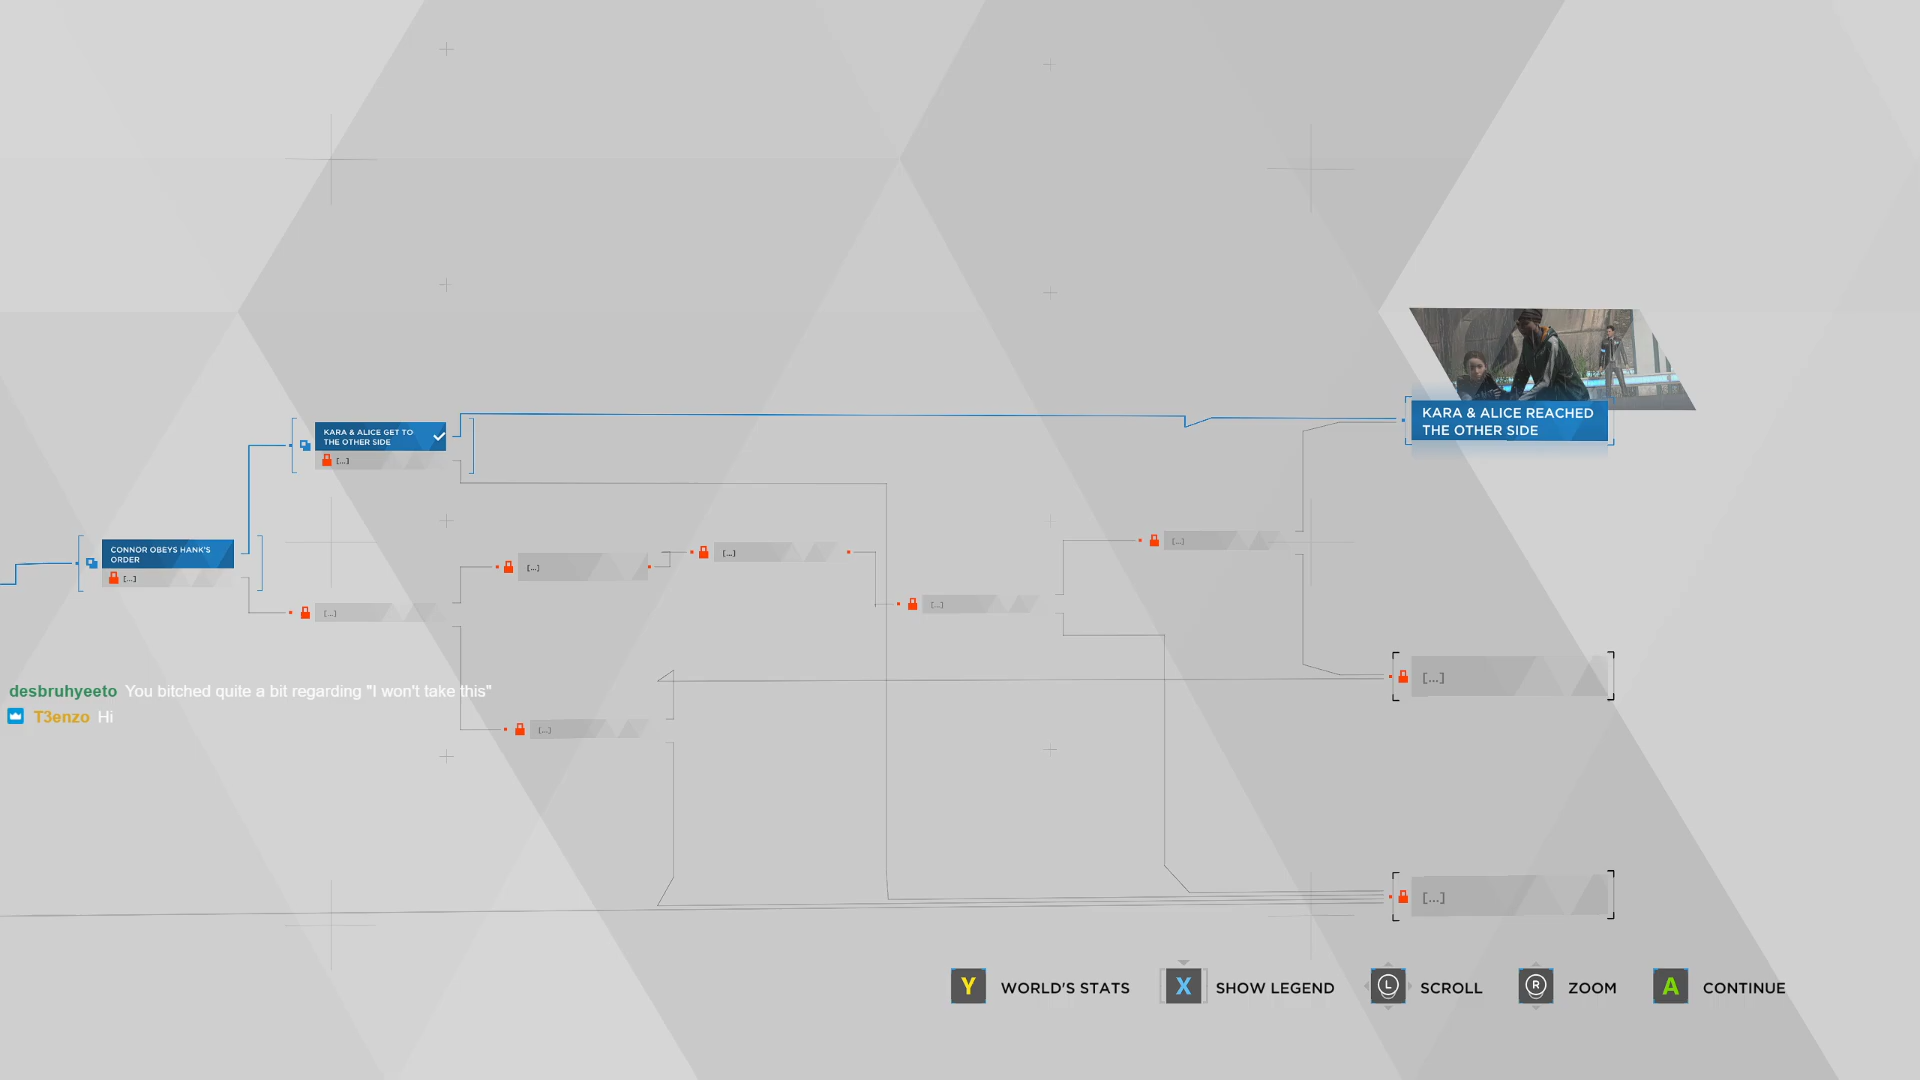 KARA & ALICE REACHED
THE OTHER SIDE
KARA & ALICE GET TO
THE OTHER SIDE
[...]
CONNOR OBEYS HANK'S
ORDER
[...]
[...]
[...]
[...]
[...]
[...]
[...]
[...]
desbruhyeeto You bitched quite a bit regarding "I won't take this"
T3enzo Hi
[...]
Y WORLD'S STATS X SHOW LEGEND L SCROLL R ZOOM A CONTINUE